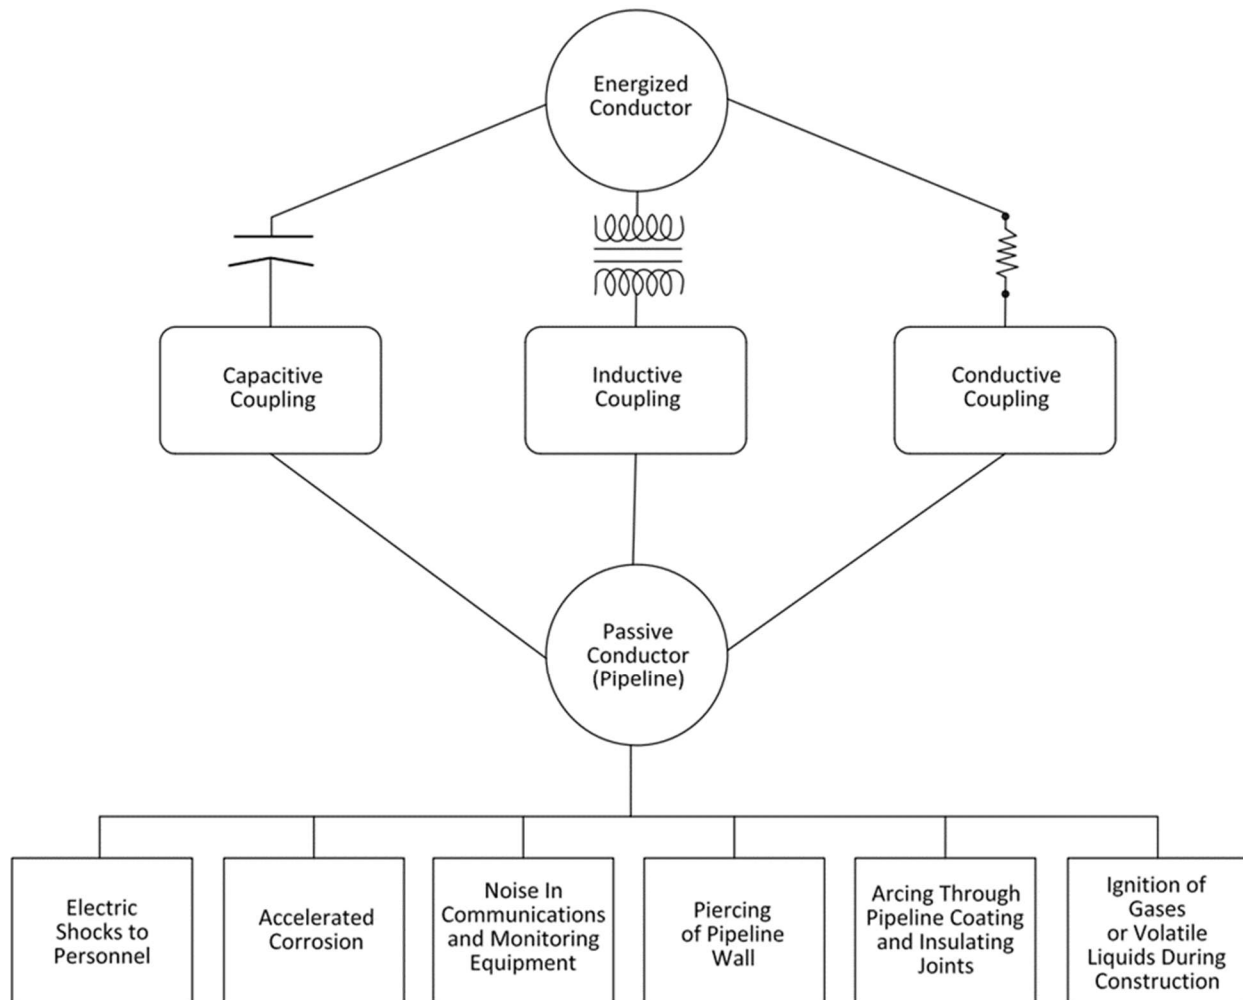 Energized
Conductor
Capacitive
Coupling
Inductive
Coupling
Conductive
Coupling
Passive
Conductor
(Pipeline)
Electric
Shocks to
Personnel
Accelerated
Corrosion
Noise In
Communications
and Monitoring
Equipment
Piercing
of Pipeline
Wall
Arcing Through
Pipeline Coating
and Insulating
Joints
Ignition of
Gases
or Volatile
Liquids During
Construction